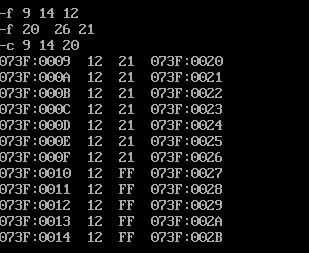 -f 9 14 12
-f 20  26 21
-c 9 14 20
073F:0009  12  21  073F:0020
073F:000A  12  21  073F:0021
073F:000B  12  21  073F:0022
073F:000C  12  21  073F:0023
073F:000D  12  21  073F:0024
073F:000E  12  21  073F:0025
073F:000F  12  21  073F:0026
073F:0010  12  FF  073F:0027
073F:0011  12  FF  073F:0028
073F:0012  12  FF  073F:0029
073F:0013  12  FF  073F:002A
073F:0014  12  FF  073F:002B